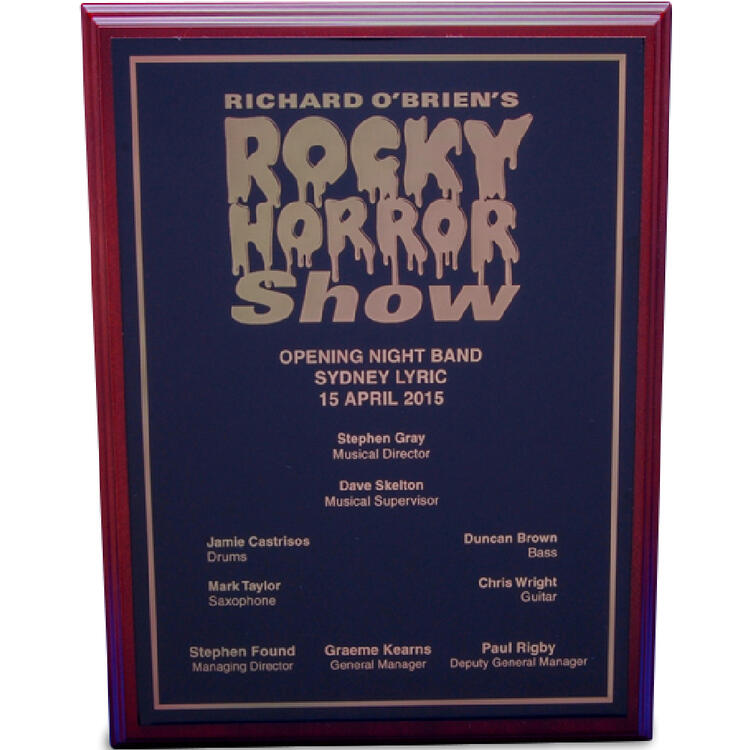 RICHARD O'BRIEN'S
ROCKY
HORROR
Show
OPENING NIGHT BAND
SYDNEY LYRIC
15 APRIL 2015
Stephen Gray
Musical Director
Dave Skelton
Musical Supervisor
Jamie Castrisos
Drums
Duncan Brown
Bass
Mark Taylor
Saxophone
Chris Wright
Guitar
Stephen Found
Managing Director
Graeme Kearns
General Manager
Paul Rigby
Deputy General Manager